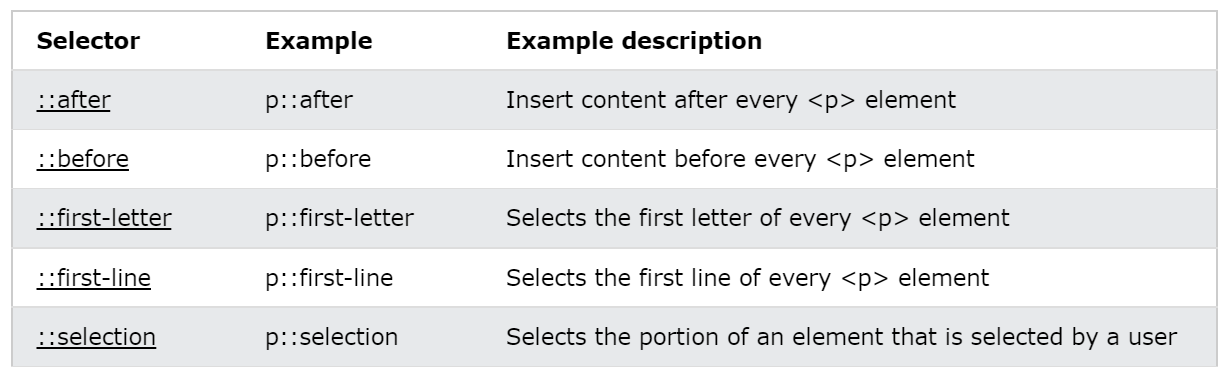 Selector Example Example description
::after p::after Insert content after every <p> element
::before p::before Insert content before every <p> element
::first-letter p::first-letter Selects the first letter of every <p> element
::first-line p::first-line Selects the first line of every <p> element
::selection p::selection Selects the portion of an element that is selected by a user